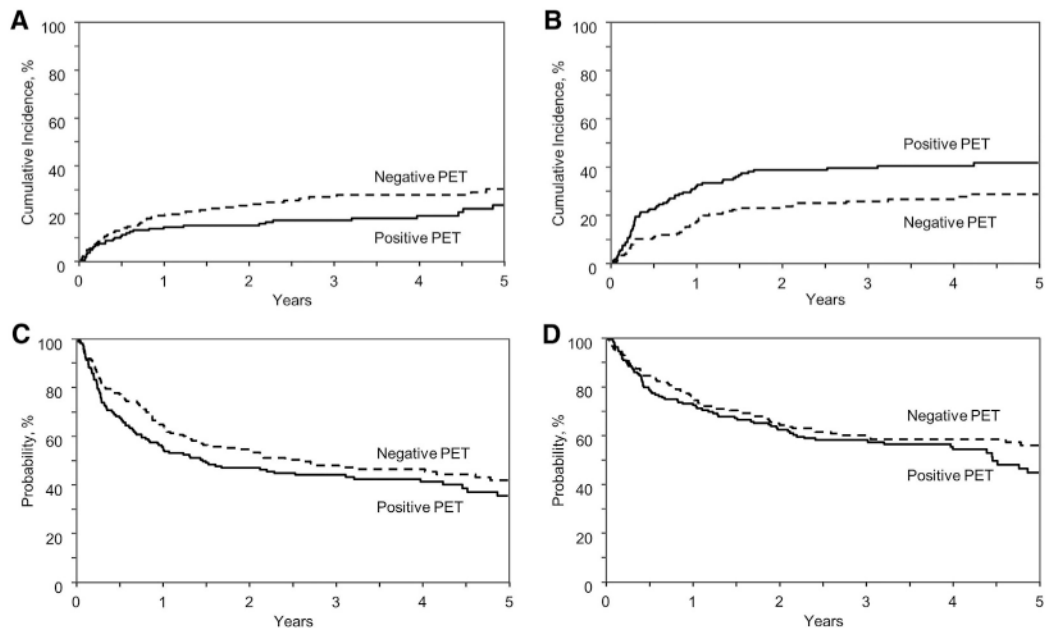 A
Cumulative Incidence, %
100
80
60
40
20
0
Negative PET
Positive PET
0 1 2 3 4 5
Years
B
Cumulative Incidence, %
100
80
60
40
20
0
Positive PET
Negative PET
0 1 2 3 4 5
Years
C
Probability, %
100
80
60
40
20
0
Negative PET
Positive PET
0 1 2 3 4 5
Years
D
Probability, %
100
80
60
40
20
0
Negative PET
Positive PET
0 1 2 3 4 5
Years